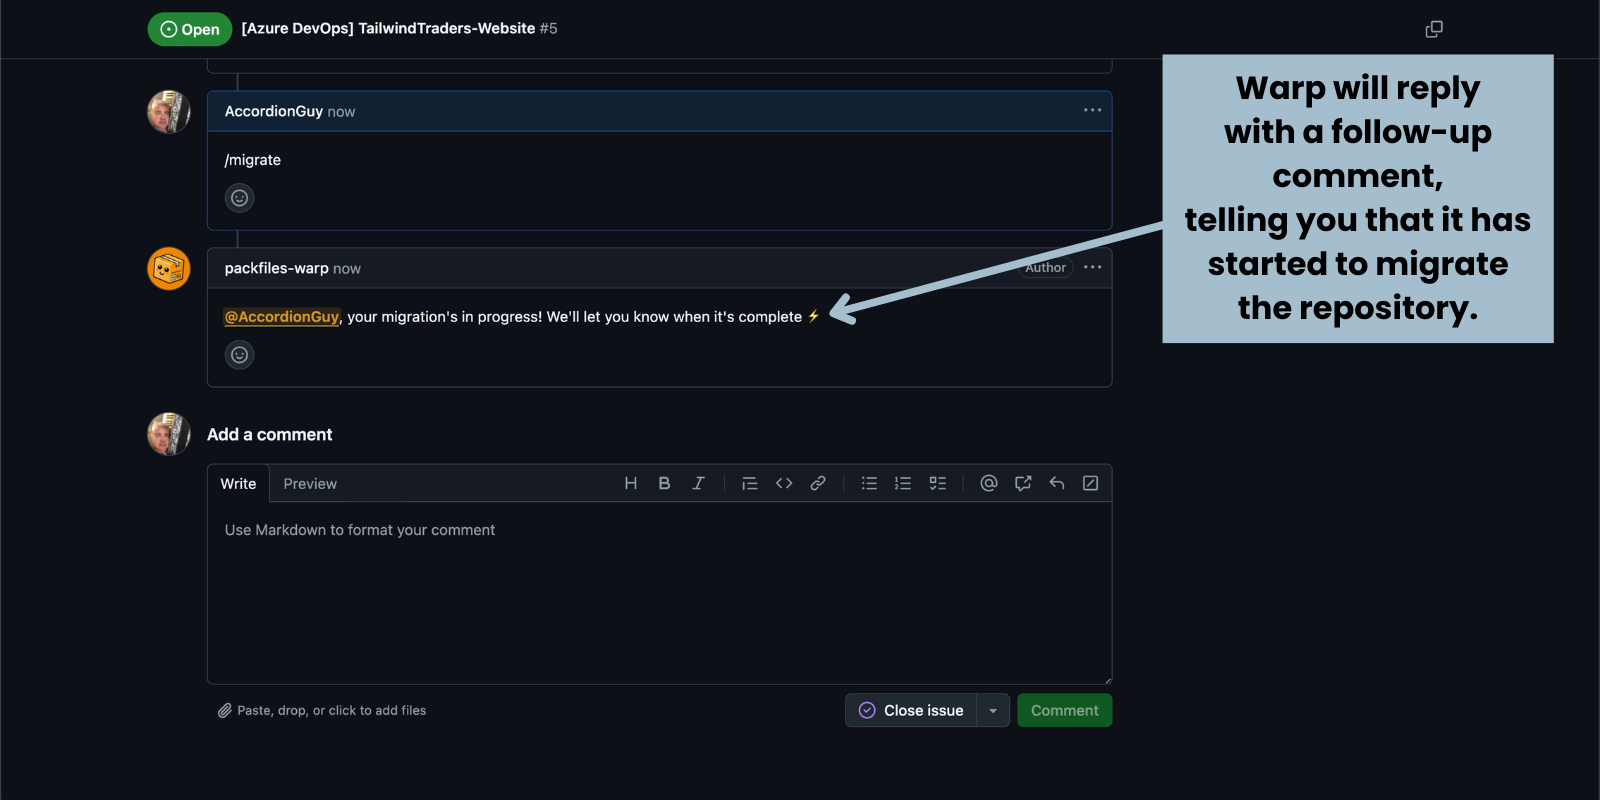 Open [Azure DevOps] TailwindTraders-Website #5
AccordionGuy now
/migrate
packfiles-warp now
Author
@AccordionGuy, your migration's in progress! We'll let you know when it's complete ⚡
Warp will reply
with a follow-up
comment,
telling you that it has
started to migrate
the repository.
Add a comment
Write Preview
Use Markdown to format your comment
Paste, drop, or click to add files
Close issue
Comment